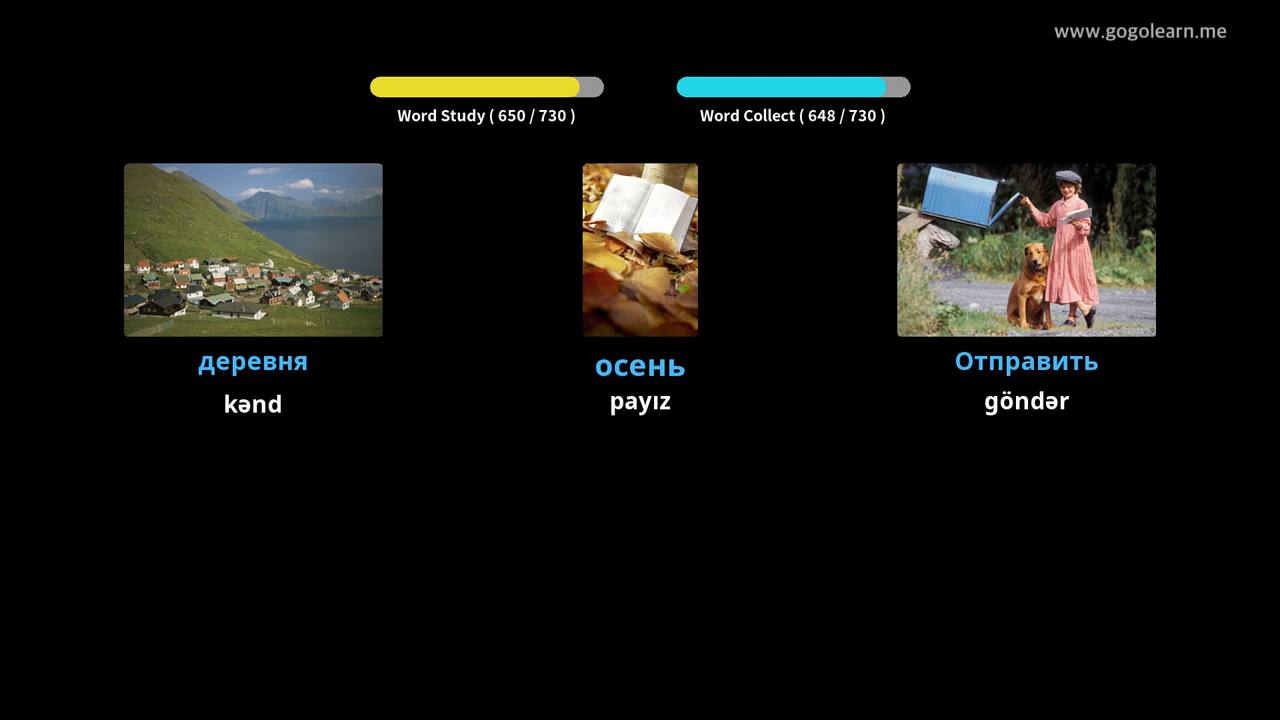 www.gogolearn.me
Word Study ( 650 / 730 )
Word Collect ( 648 / 730 )
деревня
kənd
осень
payız
Отправить
göndər